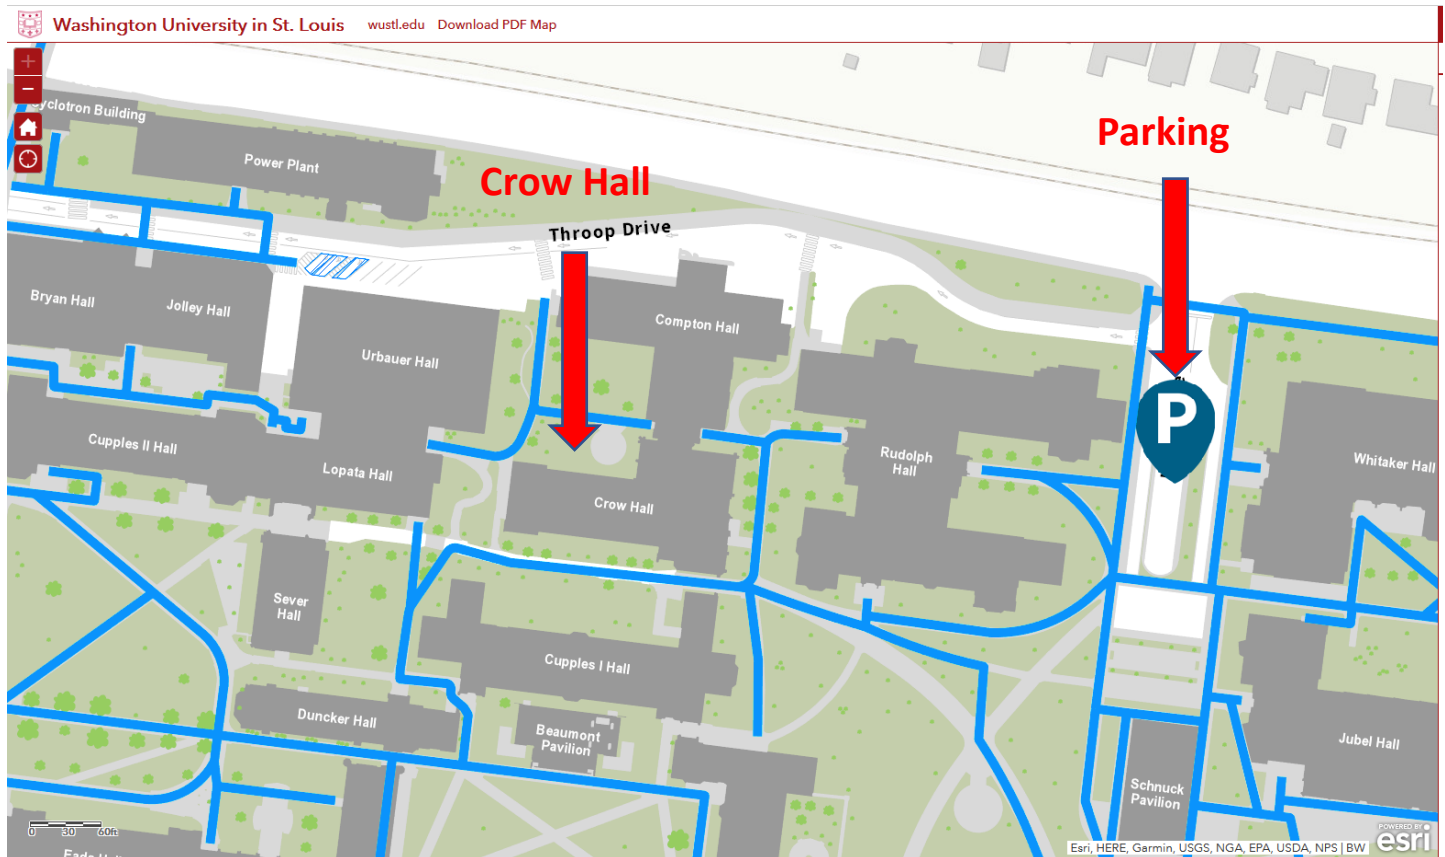 Washington University in St. Louis wustl.edu Download PDF Map
Parking
yclotron Building
Power Plant
Crow Hall
Throop Drive
Bryan Hall
Jolley Hall
Compton Hall
Urbauer Hall
P
Cupples II Hall
Lopata Hall
Rudolph
Hall
Whitaker Hall
Crow Hall
Sever
Hall
Cupples I Hall
Duncker Hall
Beaumont
Pavilion
Jubel Hall
Schnuck
Pavilion
0 30 60ft
POWERED BY
esri
Esri, HERE, Garmin, USGS, NGA, EPA, USDA, NPS | BW